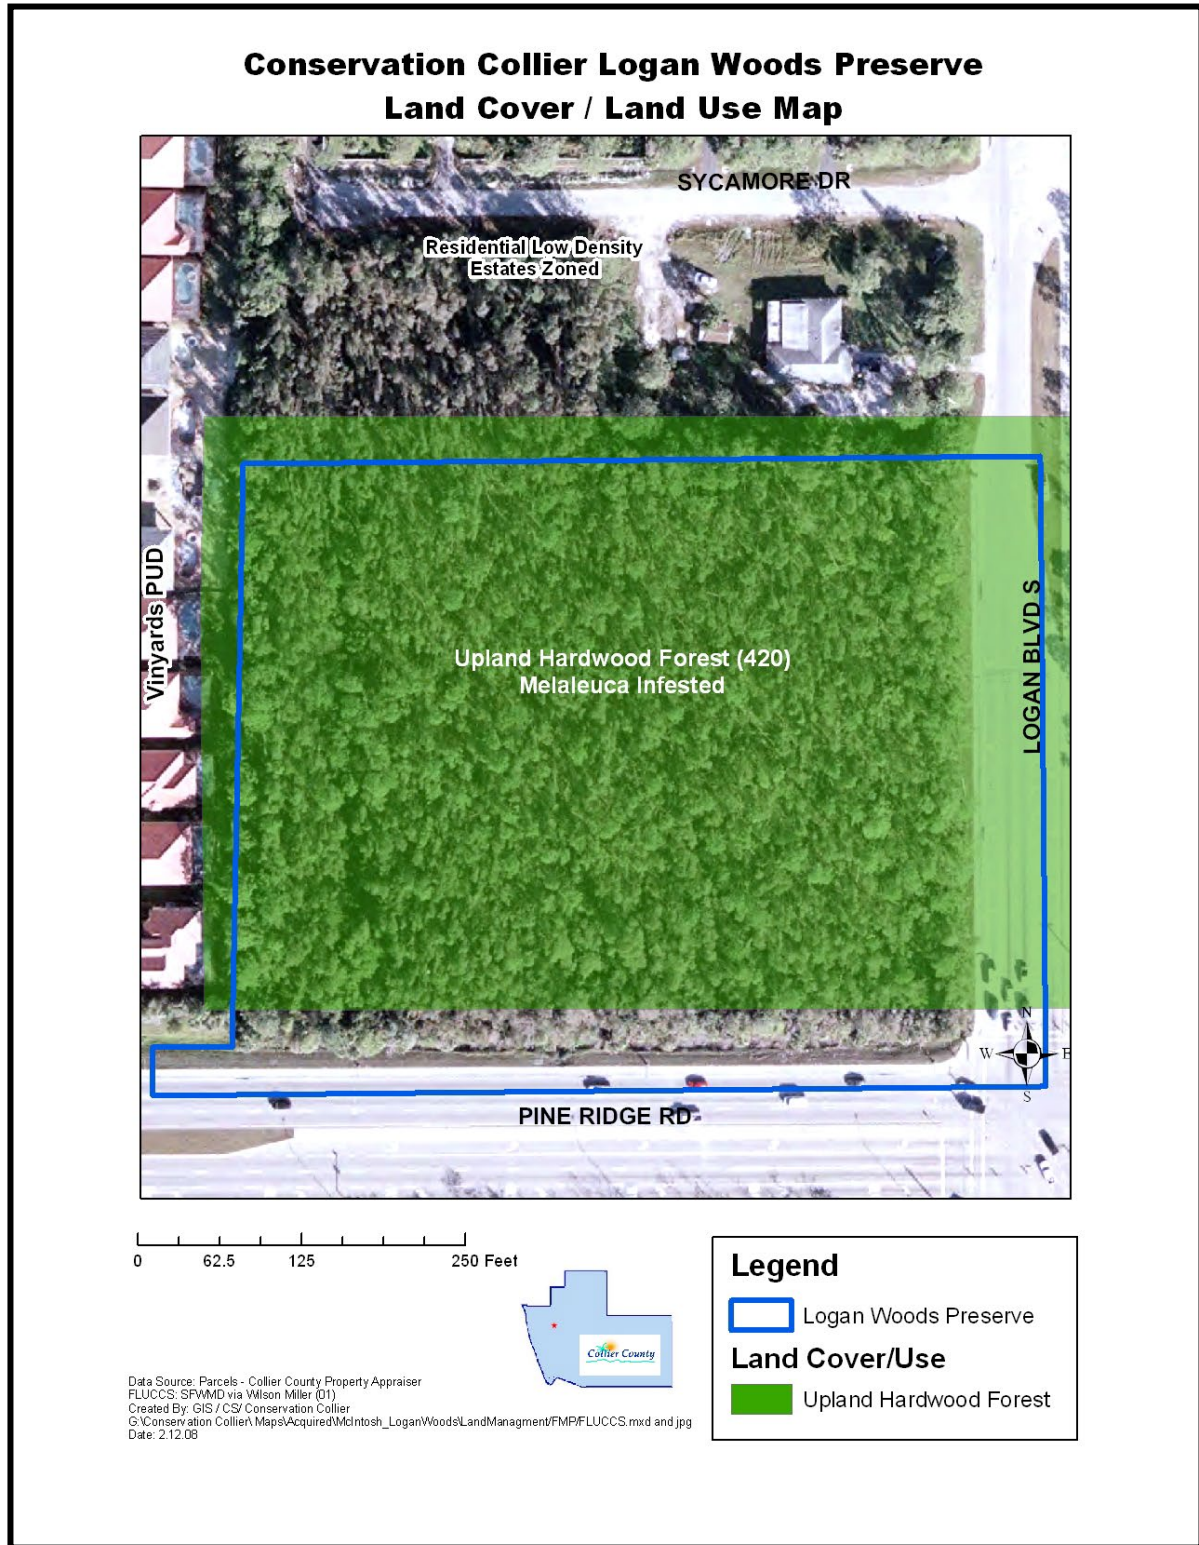 Conservation Collier Logan Woods Preserve
Land Cover / Land Use Map
SYCAMORE DR
Residential Low Density
Estates Zoned
Vinyards PUD
Upland Hardwood Forest (420)
Melaleuca Infested
LOGAN BLVD S
N
W
E
S
PINE RIDGE RD
0 62.5 125 250 Feet
Collier County
Legend
Logan Woods Preserve
Land Cover/Use
Upland Hardwood Forest
Data Source: Parcels - Collier County Property Appraiser
FLUCCS: SFWMD via Wilson Miller (01)
Created By: GIS / CS/ Conservation Collier
G:\Conservation Collier\ Maps\Acquired\McIntosh_LoganWoods\LandManagment/FMP/FLUCCS.mxd and jpg
Date: 2.12.08